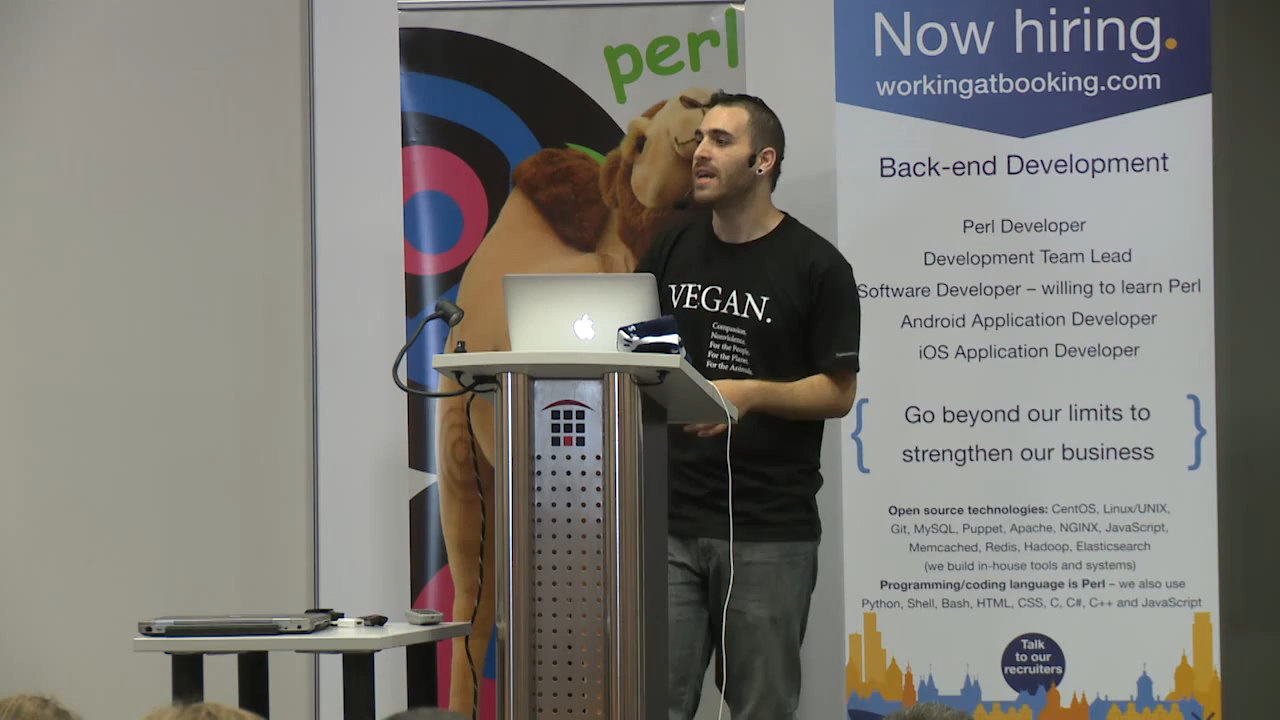 perl
VEGAN.
Compassion.
Nonviolence.
For the People.
For the Planet.
For the Animals.
Now hiring.
workingatbooking.com
Back-end Development
Perl Developer
Development Team Lead
Software Developer – willing to learn Perl
Android Application Developer
iOS Application Developer
{ Go beyond our limits to
strengthen our business }
Open source technologies: CentOS, Linux/UNIX,
Git, MySQL, Puppet, Apache, NGINX, JavaScript,
Memcached, Redis, Hadoop, Elasticsearch
(we build in-house tools and systems)
Programming/coding language is Perl – we also use
Python, Shell, Bash, HTML, CSS, C, C#, C++ and JavaScript
Talk
to our
recruiters